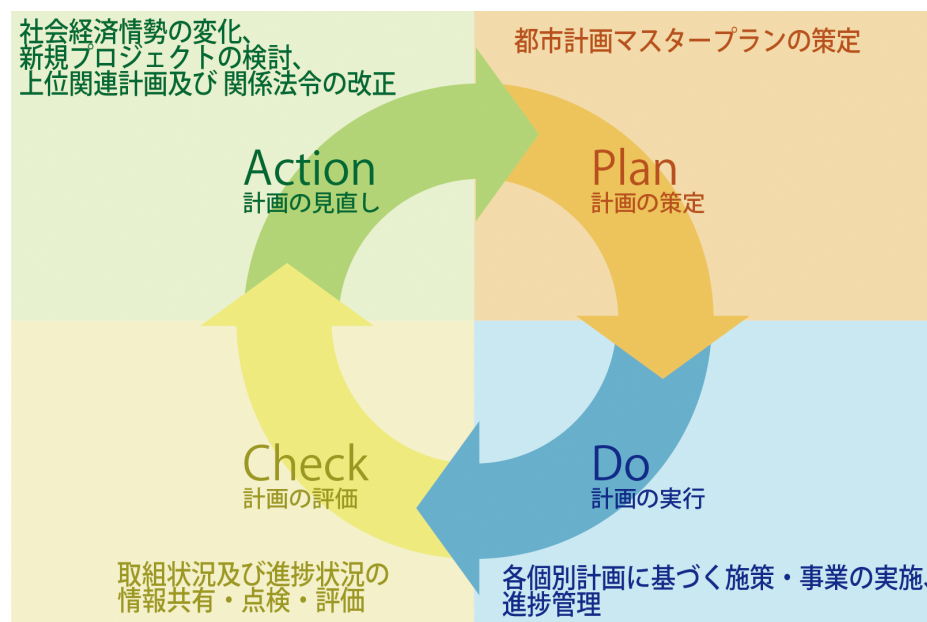 社会経済情勢の変化、
新規プロジェクトの検討、
上位関連計画及び 関係法令の改正
都市計画マスタープランの策定
Action
計画の見直し
Plan
計画の策定
Check
計画の評価
Do
計画の実行
取組状況及び進捗状況の
情報共有・点検・評価
各個別計画に基づく施策・事業の実施、
進捗管理